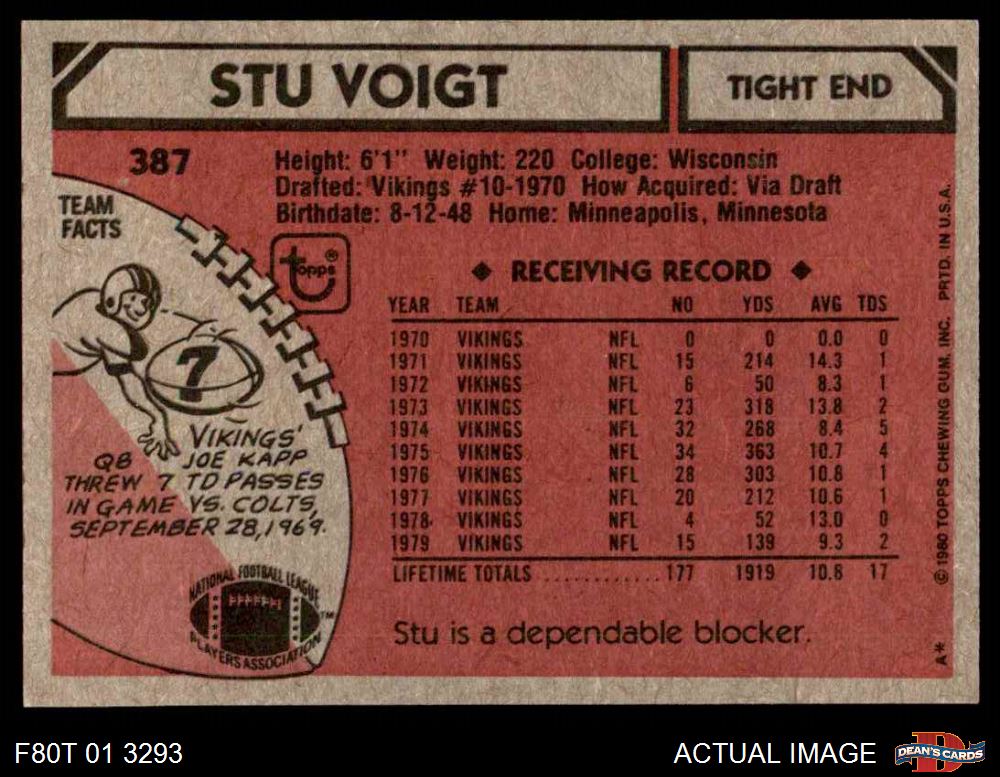 STU VOIGT
TIGHT END
387
Height: 6'1" Weight: 220 College: Wisconsin
Drafted: Vikings #10-1970 How Acquired: Via Draft
Birthdate: 8-12-48 Home: Minneapolis, Minnesota
TEAM
FACTS
topps®
7
VIKINGS'
QB JOE KAPP
THREW 7 TD PASSES
IN GAME VS. COLTS,
SEPTEMBER 28, 1969.
NATIONAL FOOTBALL LEAGUE
NFLPA
PLAYERS ASSOCIATION
TM
◆ RECEIVING RECORD ◆
YEAR TEAM NO YDS AVG TDS
1970 VIKINGS NFL 0 0 0.0 0
1971 VIKINGS NFL 15 214 14.3 1
1972 VIKINGS NFL 6 50 8.3 1
1973 VIKINGS NFL 23 318 13.8 2
1974 VIKINGS NFL 32 268 8.4 5
1975 VIKINGS NFL 34 363 10.7 4
1976 VIKINGS NFL 28 303 10.8 1
1977 VIKINGS NFL 20 212 10.6 1
1978 VIKINGS NFL 4 52 13.0 0
1979 VIKINGS NFL 15 139 9.3 2
LIFETIME TOTALS ............. 177 1919 10.8 17
Stu is a dependable blocker.
© 1980 TOPPS CHEWING GUM, INC. PRTD. IN U.S.A.
A*
F80T 01 3293
ACTUAL IMAGE
D
DEAN'S CARDS